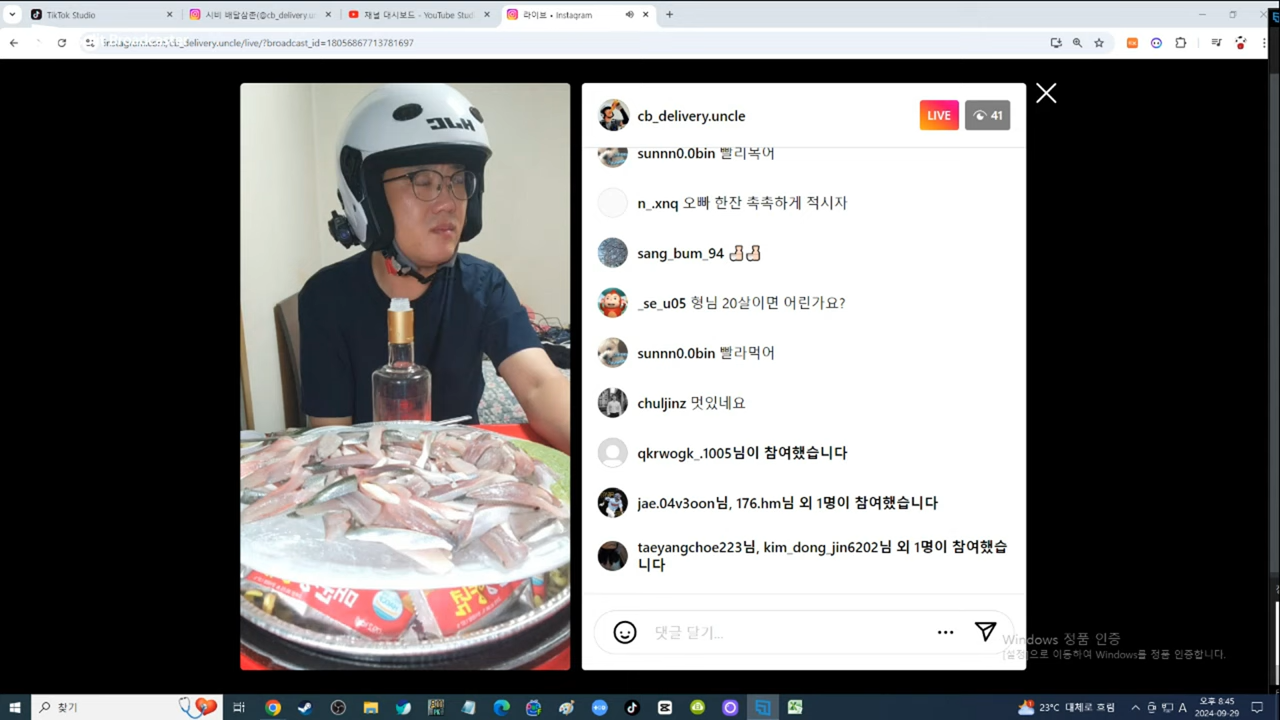 TikTok Studio
시비 배달삼촌(@cb_delivery.u
채널 대시보드 - YouTube Stud
라이브 • Instagram
Broadcaster
delivery.uncle/live/?broadcast_id=18056867713781697
cb_delivery.uncle
LIVE
41
sunnn0.0bin 빨리목어
n_.xnq 오빠 한잔 촉촉하게 적시자
sang_bum_94
_se_u05 형님 20살이면 어린가요?
sunnn0.0bin 빨라먹어
chuljinz 멋있네요
qkrwogk_.1005님이 참여했습니다
jae.04v3oon님, 176.hm님 외 1명이 참여했습니다
taeyangchoe223님, kim_dong_jin6202님 외 1명이 참여했습
니다
댓글 달기...
Windows 정품 인증
[설정]으로 이동하여 Windows를 정품 인증합니다.
찾기
23°C 대체로 흐림
A
오후 8:45
2024-09-29